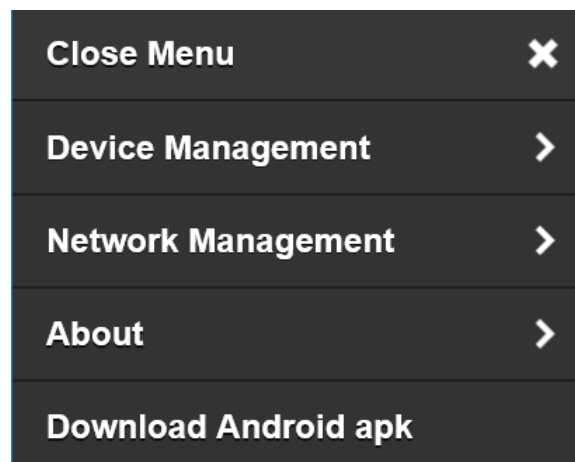 Close Menu
Device Management
Network Management
About
Download Android apk